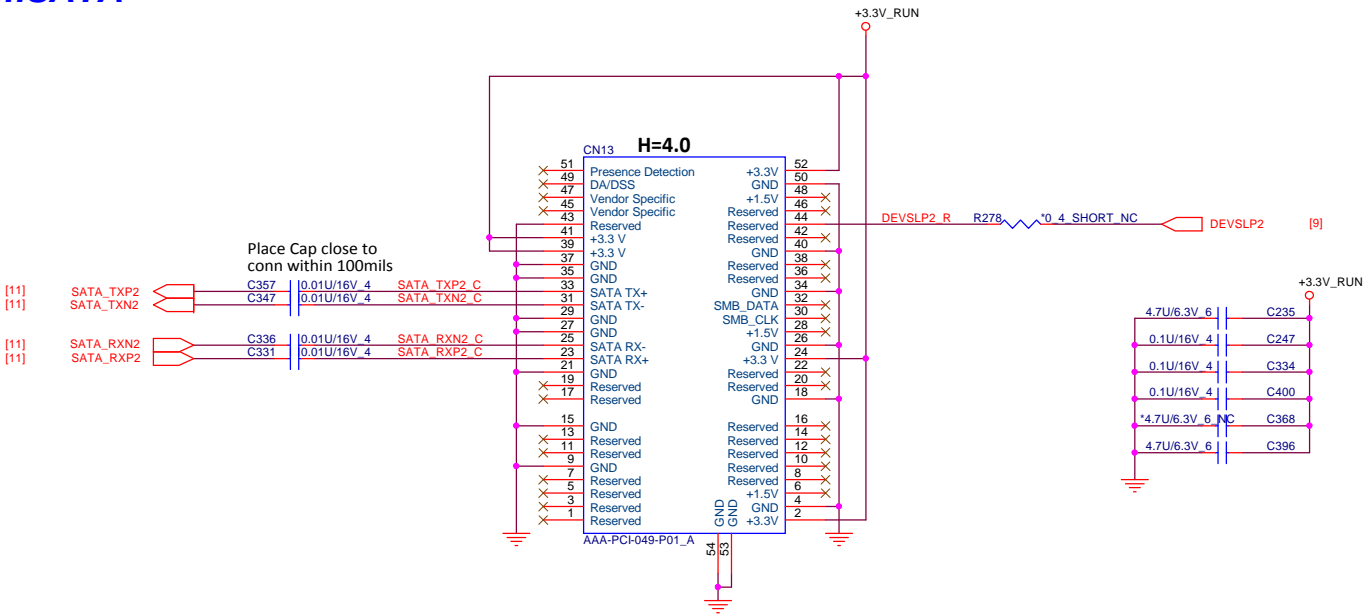 +3.3V_RUN
H=4.0
CN13
51 Presence Detection +3.3V 52
49 DA/DSS GND 50
47 Vendor Specific +1.5V 48
45 Vendor Specific Reserved 46
43 Reserved Reserved 44 DEVSLP2_R R278 *0_4_SHORT_NC DEVSLP2 [9]
41 +3.3 V Reserved 42
39 +3.3 V GND 40
Place Cap close to
conn within 100mils
37 GND Reserved 38
35 GND Reserved 36
[11] SATA_TXP2 C357 0.01U/16V_4 SATA_TXP2_C 33 SATA TX+ GND 34
[11] SATA_TXN2 C347 0.01U/16V_4 SATA_TXN2_C 31 SATA TX- SMB_DATA 32
29 GND SMB_CLK 30
27 GND +1.5V 28
[11] SATA_RXN2 C336 0.01U/16V_4 SATA_RXN2_C 25 SATA RX- GND 26
[11] SATA_RXP2 C331 0.01U/16V_4 SATA_RXP2_C 23 SATA RX+ +3.3 V 24
21 GND Reserved 22
19 Reserved Reserved 20
17 Reserved GND 18
15 GND Reserved 16
13 Reserved Reserved 14
11 Reserved Reserved 12
9 GND Reserved 10
7 Reserved Reserved 8
5 Reserved +1.5V 6
3 Reserved GND 4
1 Reserved +3.3V 2
GND
GND
AAA-PCI-049-P01_A
54
53
+3.3V_RUN
4.7U/6.3V_6 C235
0.1U/16V_4 C247
0.1U/16V_4 C334
0.1U/16V_4 C400
*4.7U/6.3V_6_NC C368
4.7U/6.3V_6 C396